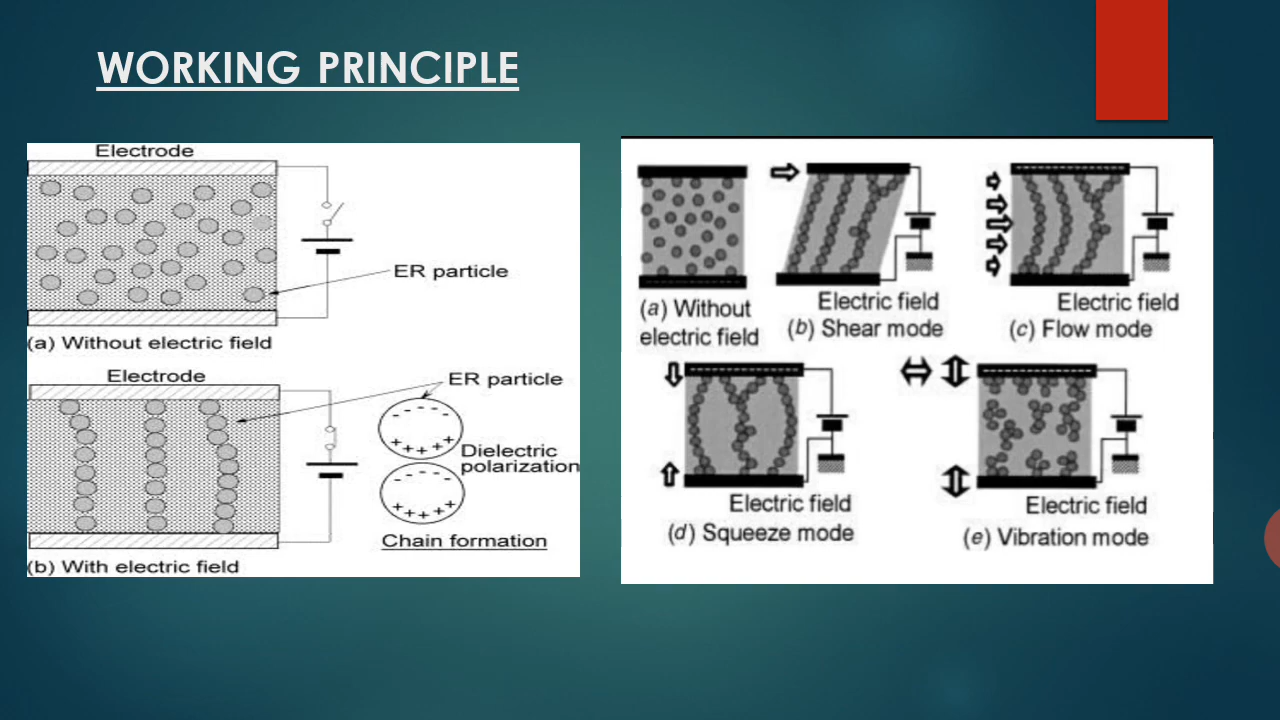 WORKING PRINCIPLE
Electrode
ER particle
(a) Without electric field
Electrode
ER particle
- - - - -
+ + + + +
Dielectric
polarization
- - - - -
+ + + + +
Chain formation
(b) With electric field
(a) Without
electric field
Electric field
(b) Shear mode
Electric field
(c) Flow mode
Electric field
(d) Squeeze mode
Electric field
(e) Vibration mode